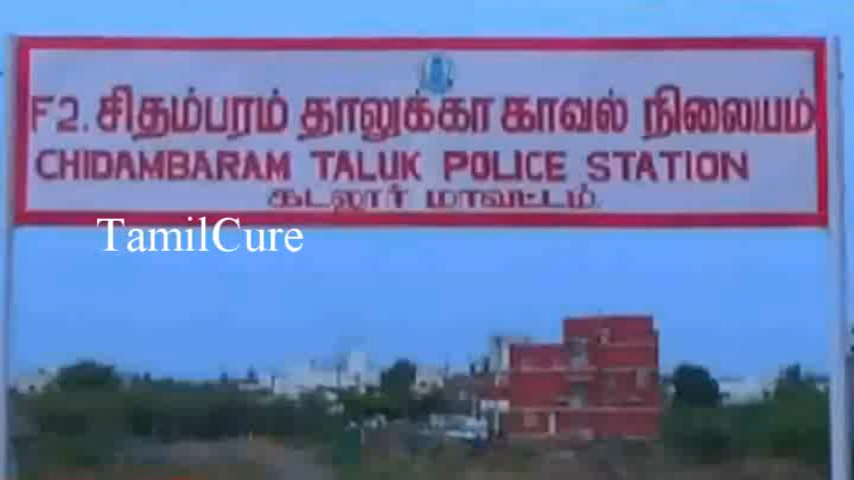 F2. சிதம்பரம் தாலுக்கா காவல் நிலையம்
CHIDAMBARAM TALUK POLICE STATION
கடலூர் மாவட்டம்
TamilCure